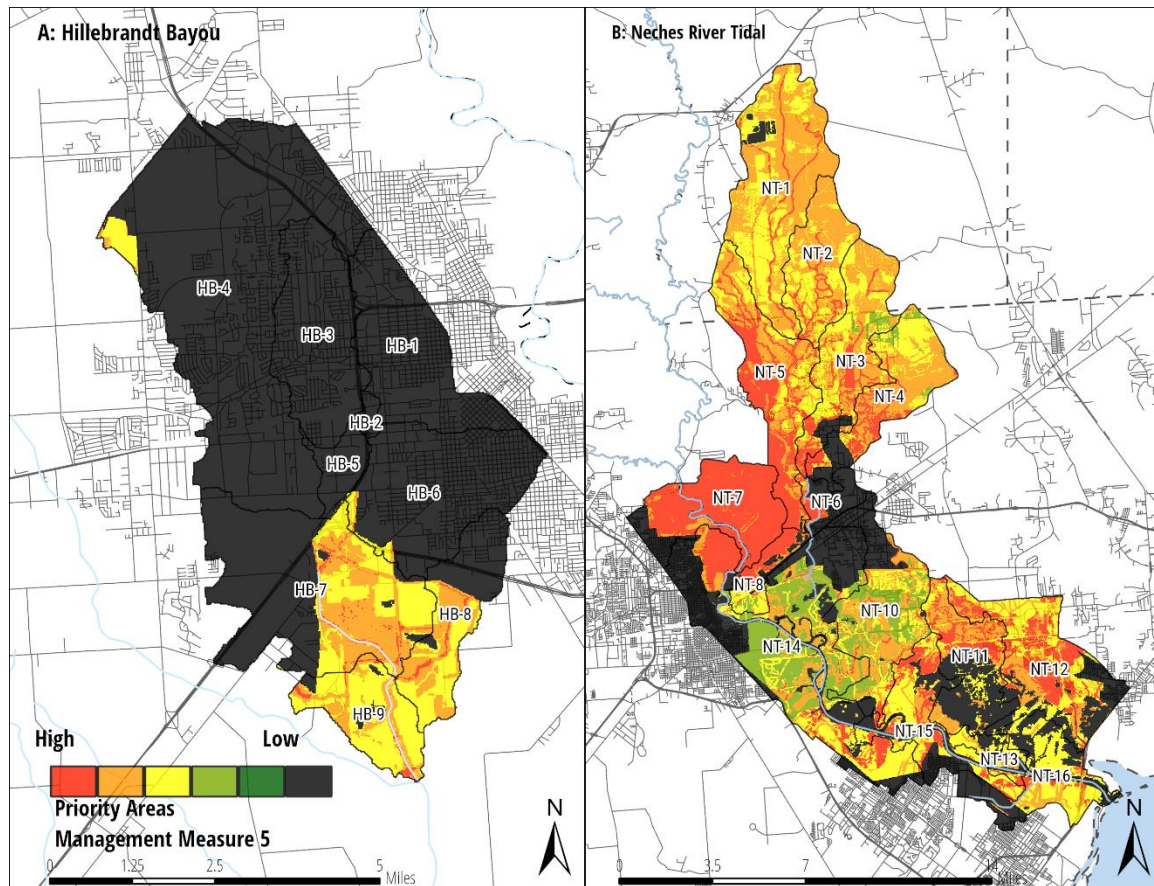 A: Hillebrandt Bayou
HB-4
HB-3
HB-1
HB-2
HB-5
HB-6
HB-7
HB-8
HB-9
High Low
Priority Areas
Management Measure 5
N
0 1.25 2.5 5
Miles
B: Neches River Tidal
NT-1
NT-2
NT-3
NT-5
NT-4
NT-7
NT-6
NT-8
NT-10
NT-14
NT-11
NT-12
NT-15
NT-13
NT-16
N
0 3.5 7 14
Miles